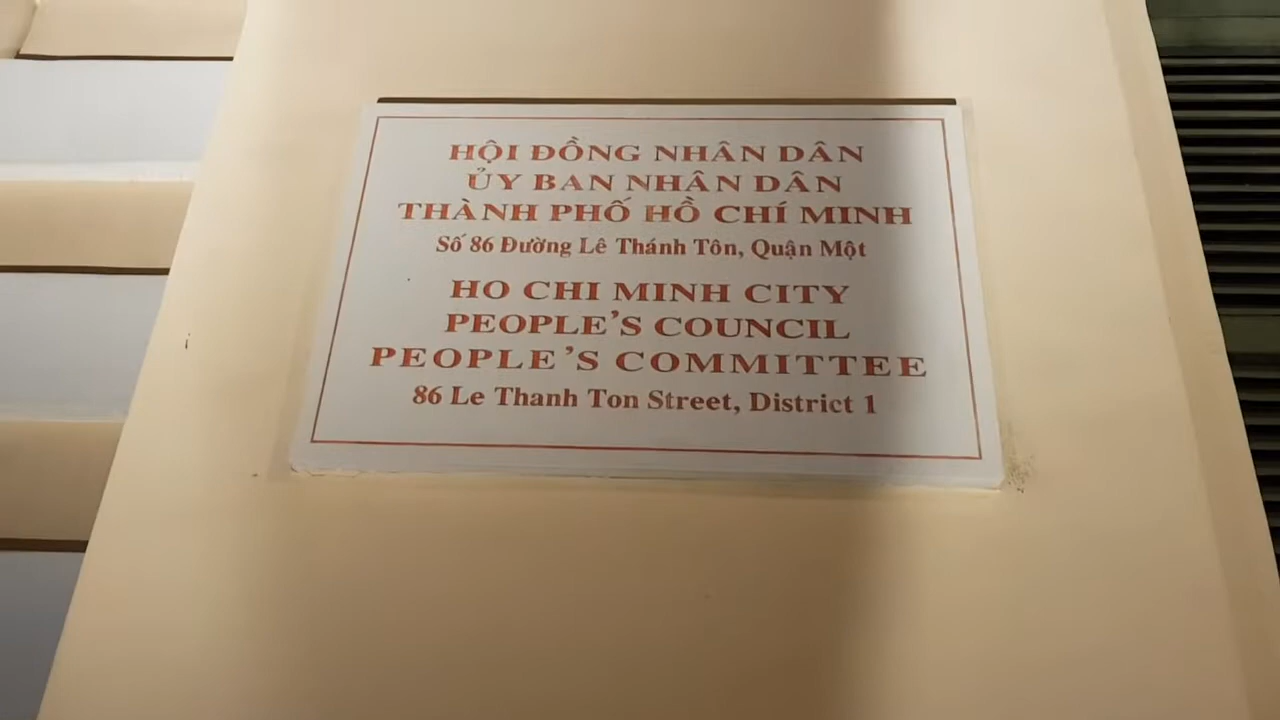 HỘI ĐỒNG NHÂN DÂN
ỦY BAN NHÂN DÂN
THÀNH PHỐ HỒ CHÍ MINH
Số 86 Đường Lê Thánh Tôn, Quận Một
HO CHI MINH CITY
PEOPLE'S COUNCIL
PEOPLE'S COMMITTEE
86 Le Thanh Ton Street, District 1